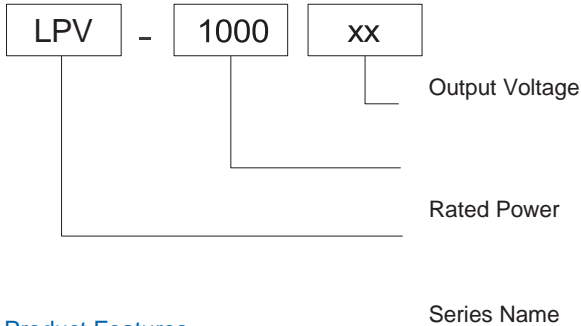 LPV - 1000 xx
Output Voltage
Rated Power
Series Name
Product Features